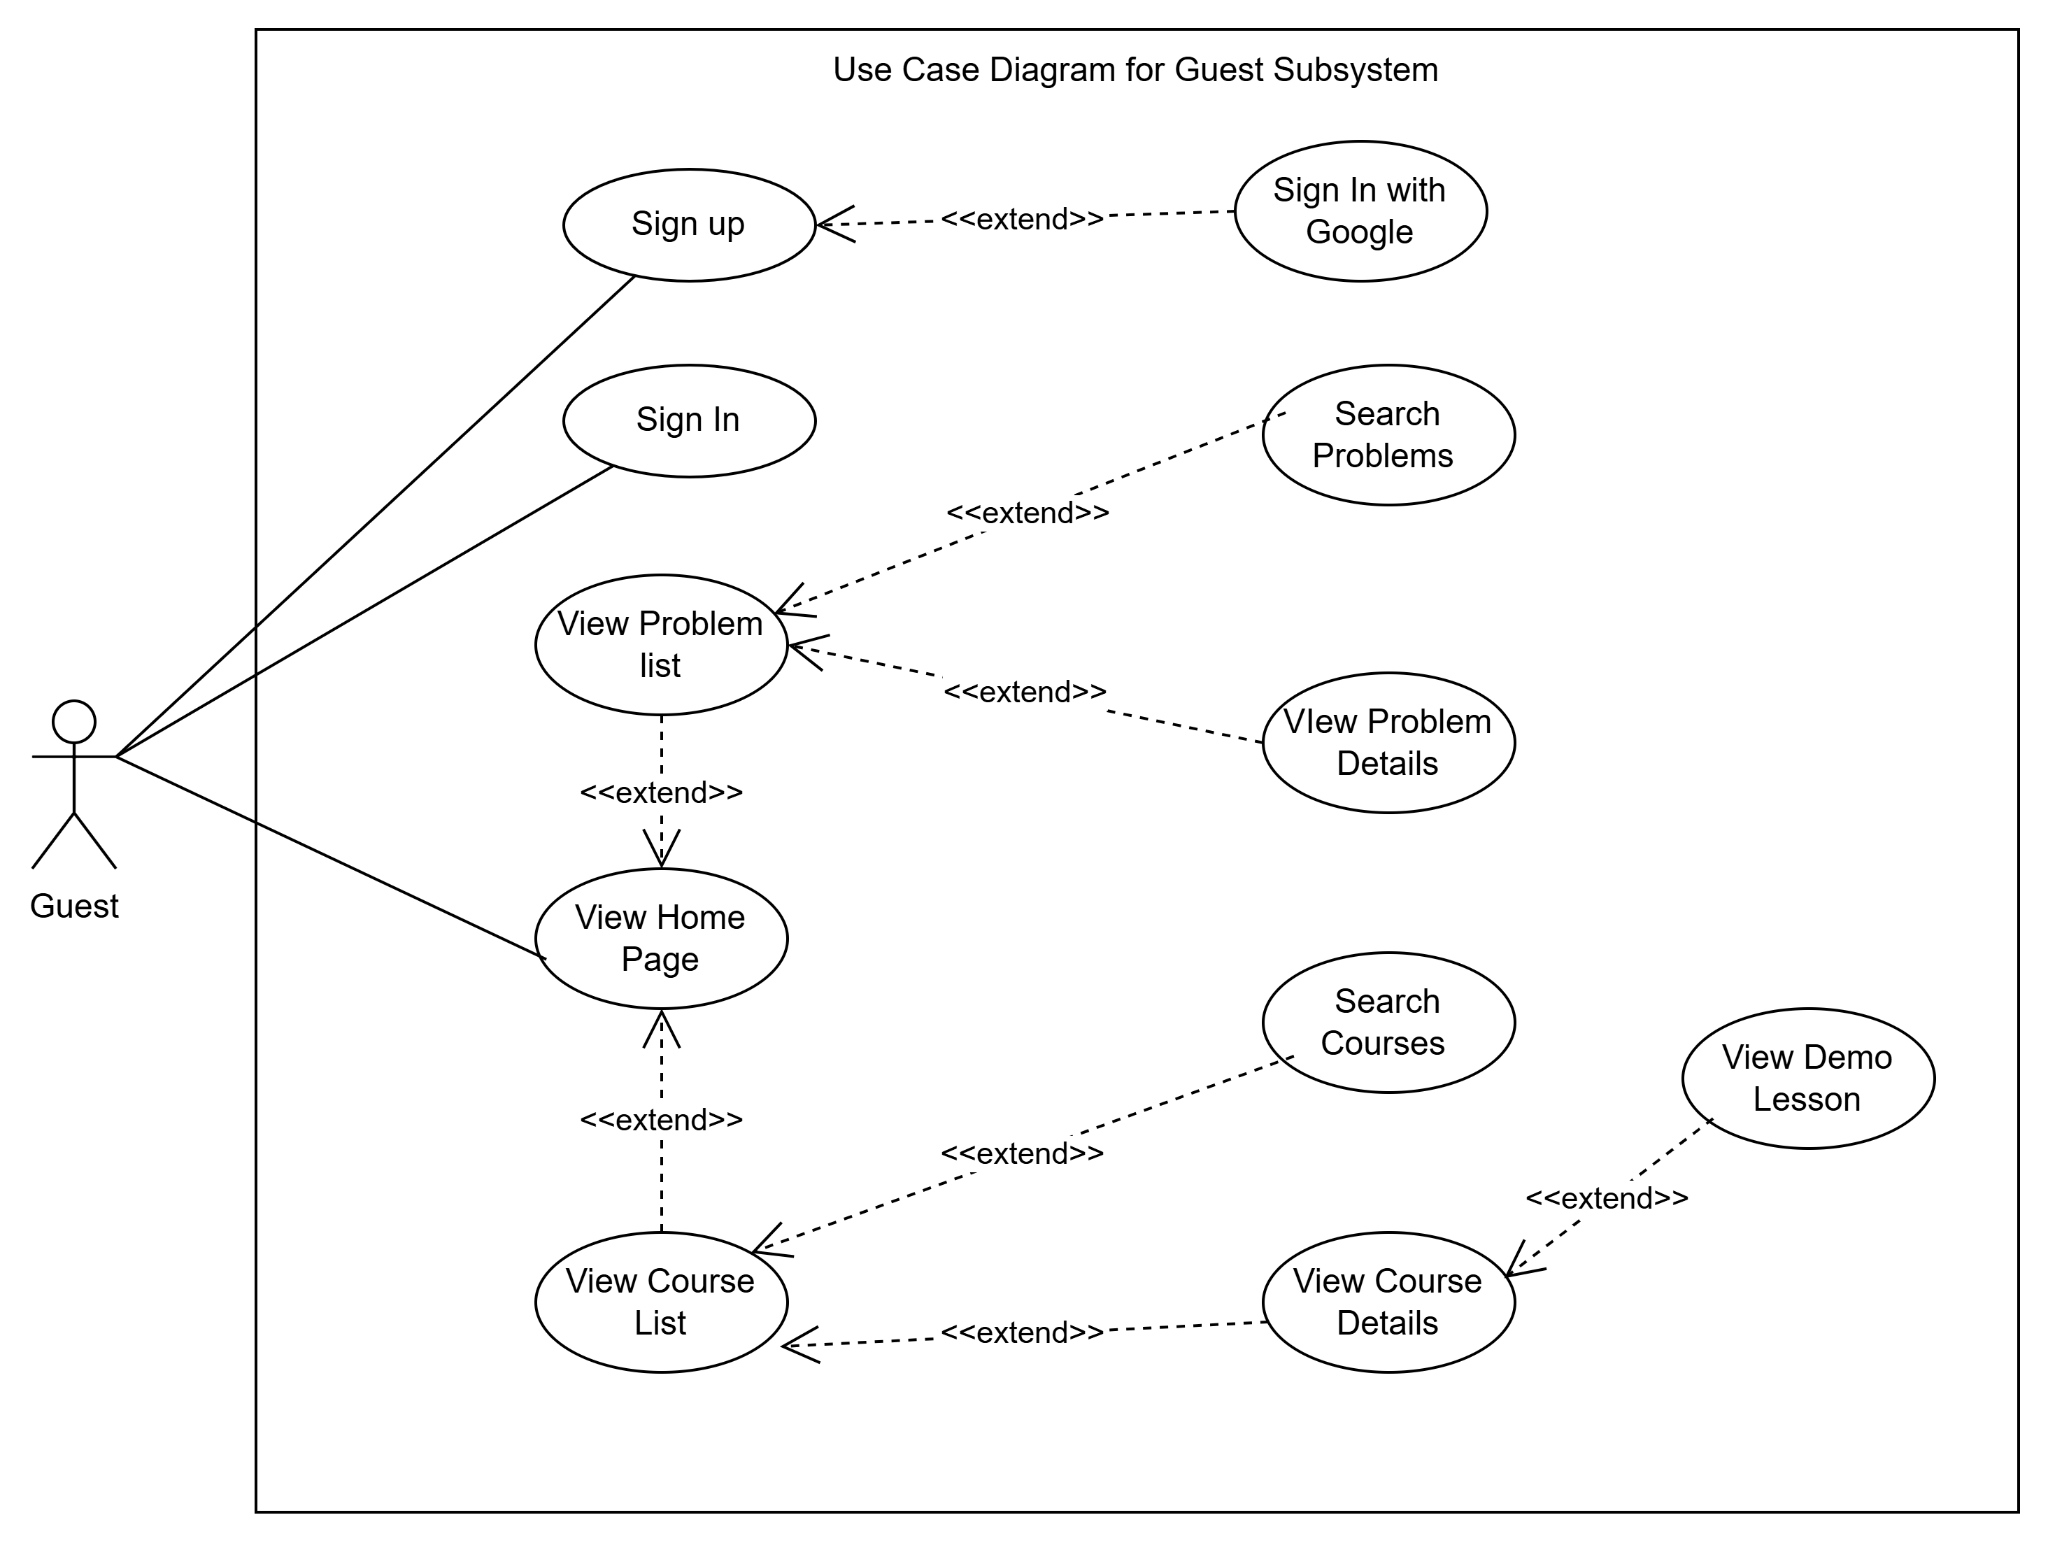 Use Case Diagram for Guest Subsystem
Sign up
<<extend>>
Sign In with
Google
Sign In
Search
Problems
<<extend>>
View Problem
list
<<extend>>
VIew Problem
Details
<<extend>>
Guest
View Home
Page
Search
Courses
View Demo
Lesson
<<extend>>
<<extend>>
<<extend>>
View Course
List
<<extend>>
View Course
Details